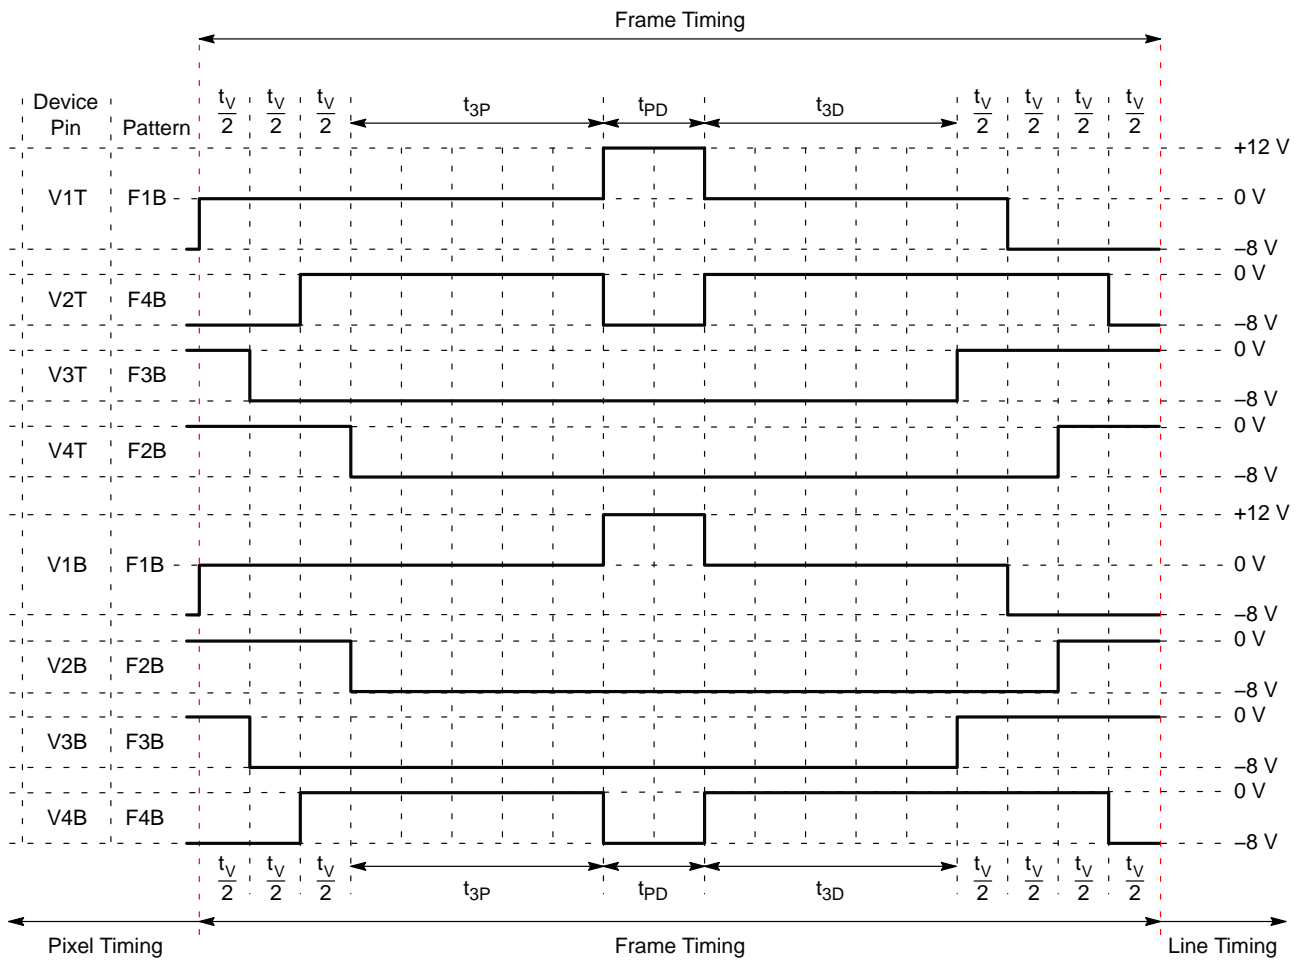 Frame Timing
Device Pin Pattern tV/2 tV/2 tV/2 t3P tPD t3D tV/2 tV/2 tV/2 tV/2
+12 V
V1T F1B 0 V
–8 V
0 V
V2T F4B
–8 V
0 V
V3T F3B
–8 V
0 V
V4T F2B
–8 V
+12 V
V1B F1B 0 V
–8 V
0 V
V2B F2B
–8 V
0 V
V3B F3B
–8 V
0 V
V4B F4B
–8 V
tV/2 tV/2 tV/2 t3P tPD t3D tV/2 tV/2 tV/2 tV/2
Pixel Timing Frame Timing Line Timing